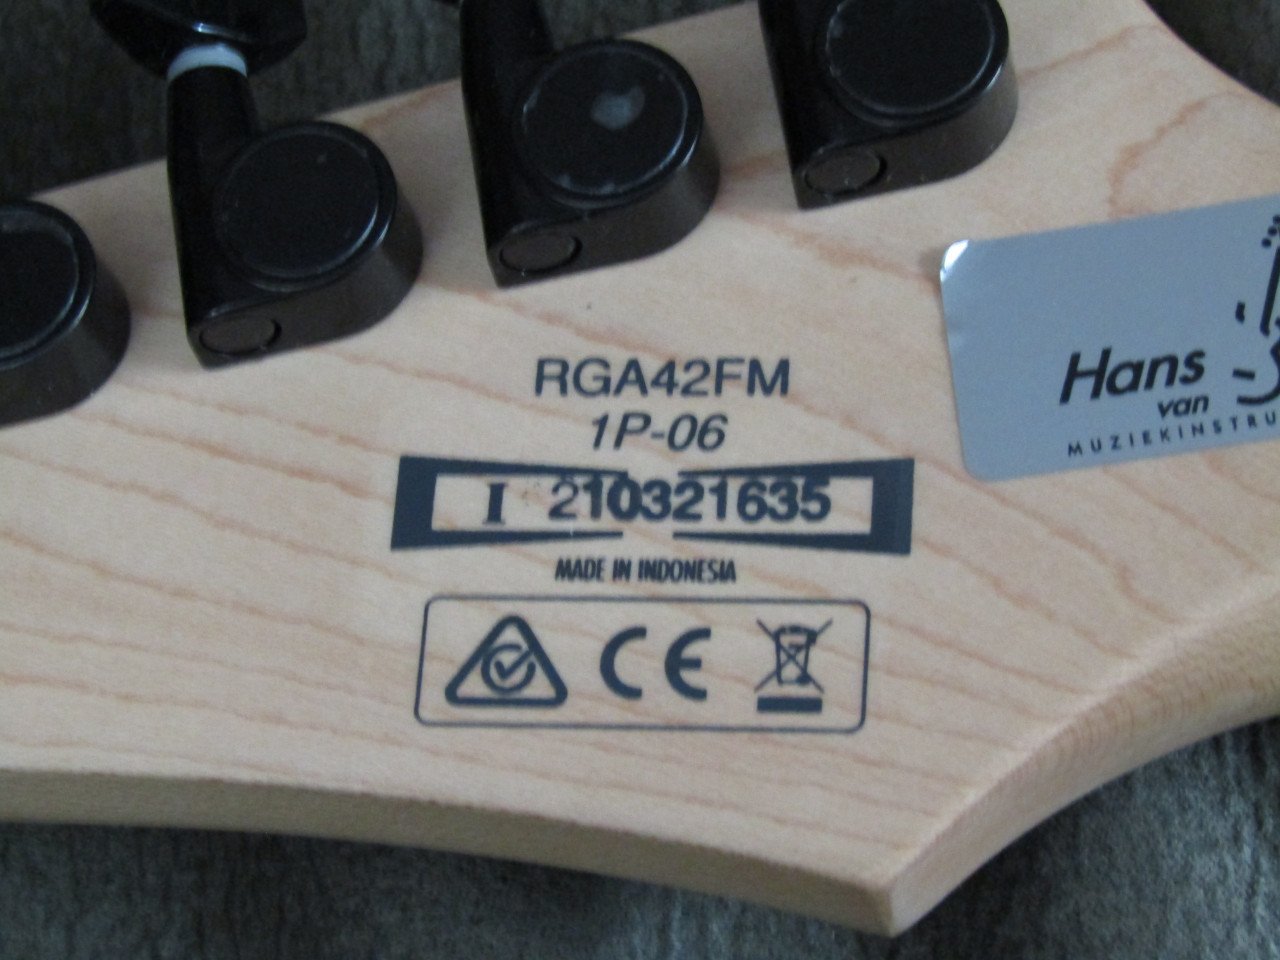 RGA42FM
1P-06
I 210321635
MADE IN INDONESIA
CE
Hans
van
MUZIEKINSTRU